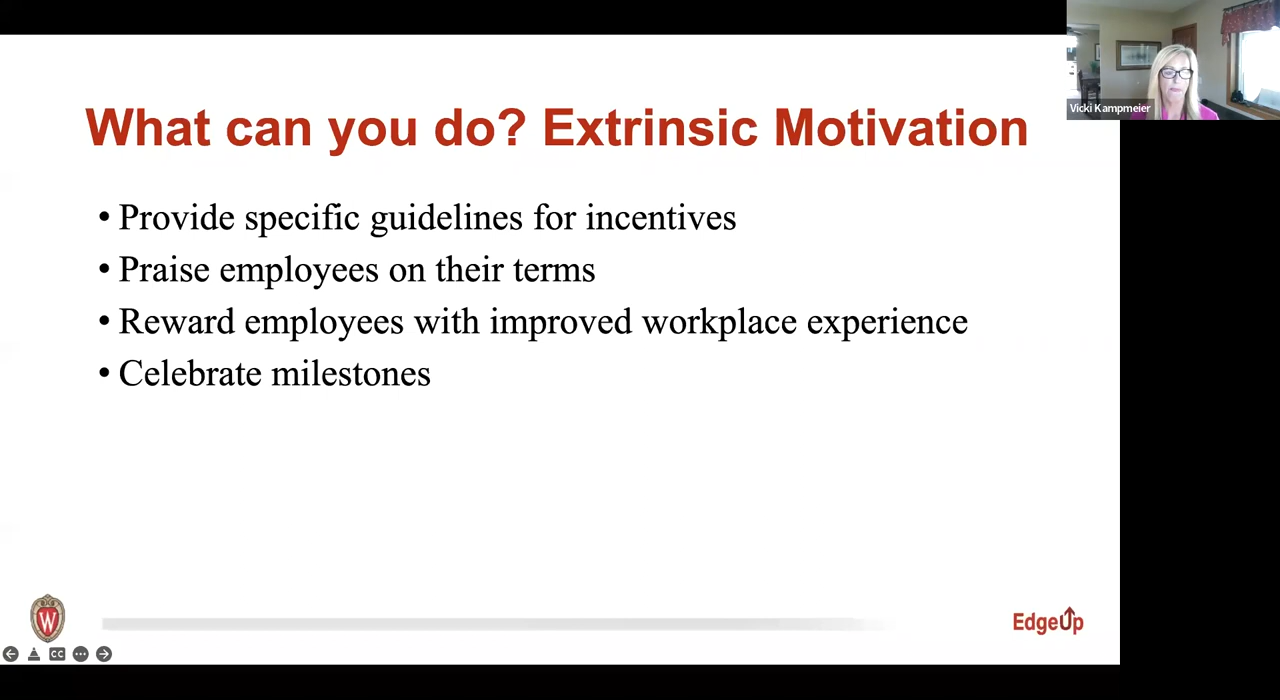 Vicki Kampmeier
What can you do? Extrinsic Motivation
• Provide specific guidelines for incentives
• Praise employees on their terms
• Reward employees with improved workplace experience
• Celebrate milestones
W
EdgeUp
CC